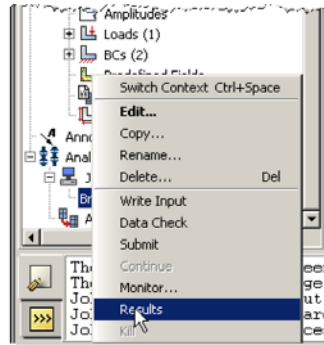 Amplitudes
Loads (1)
BCs (2)
Switch Context Ctrl+Space
Edit...
Copy...
Rename...
Delete... Del
Write Input
Data Check
Submit
Continue
Monitor...
Results
Kill